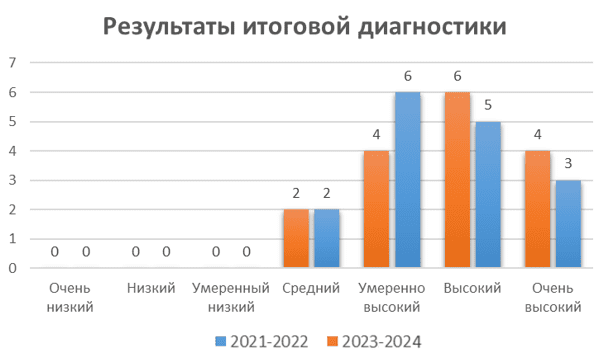 Результаты итоговой диагностики
7
6
5
4
3
2
1
0
0 0
0 0
0 0
2 2
4 6
6 5
4 3
Очень
низкий
Низкий
Умеренный
низкий
Средний
Умеренно
высокий
Высокий
Очень
высокий
2021-2022 2023-2024